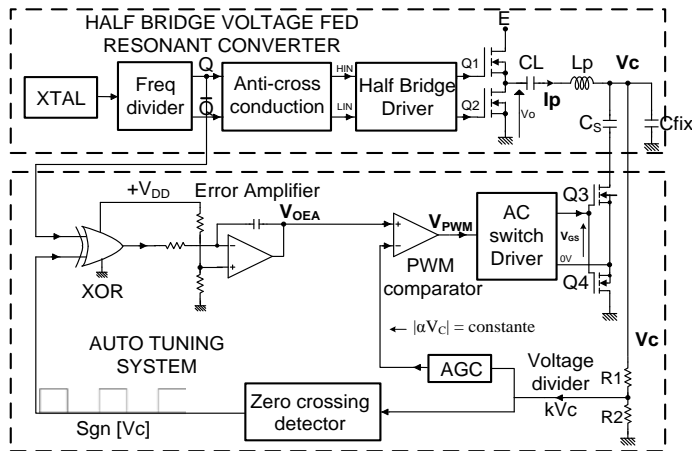 HALF BRIDGE VOLTAGE FED
RESONANT CONVERTER
E
XTAL
Freq
divider
Q
Q̅
Anti-cross
conduction
HIN
LIN
Half Bridge
Driver
Q1
Q2
CL
Lp
Vc
Ip
Vo
CS
Cfix
+VDD
Error Amplifier
VOEA
XOR
+
−
+
−
VPWM
PWM
comparator
AC
switch
Driver
Q3
VGS
0V
Q4
|αVC| = constante
Vc
AUTO TUNING
SYSTEM
AGC
Voltage
divider
kVc
R1
R2
Zero crossing
detector
Sgn [Vc]